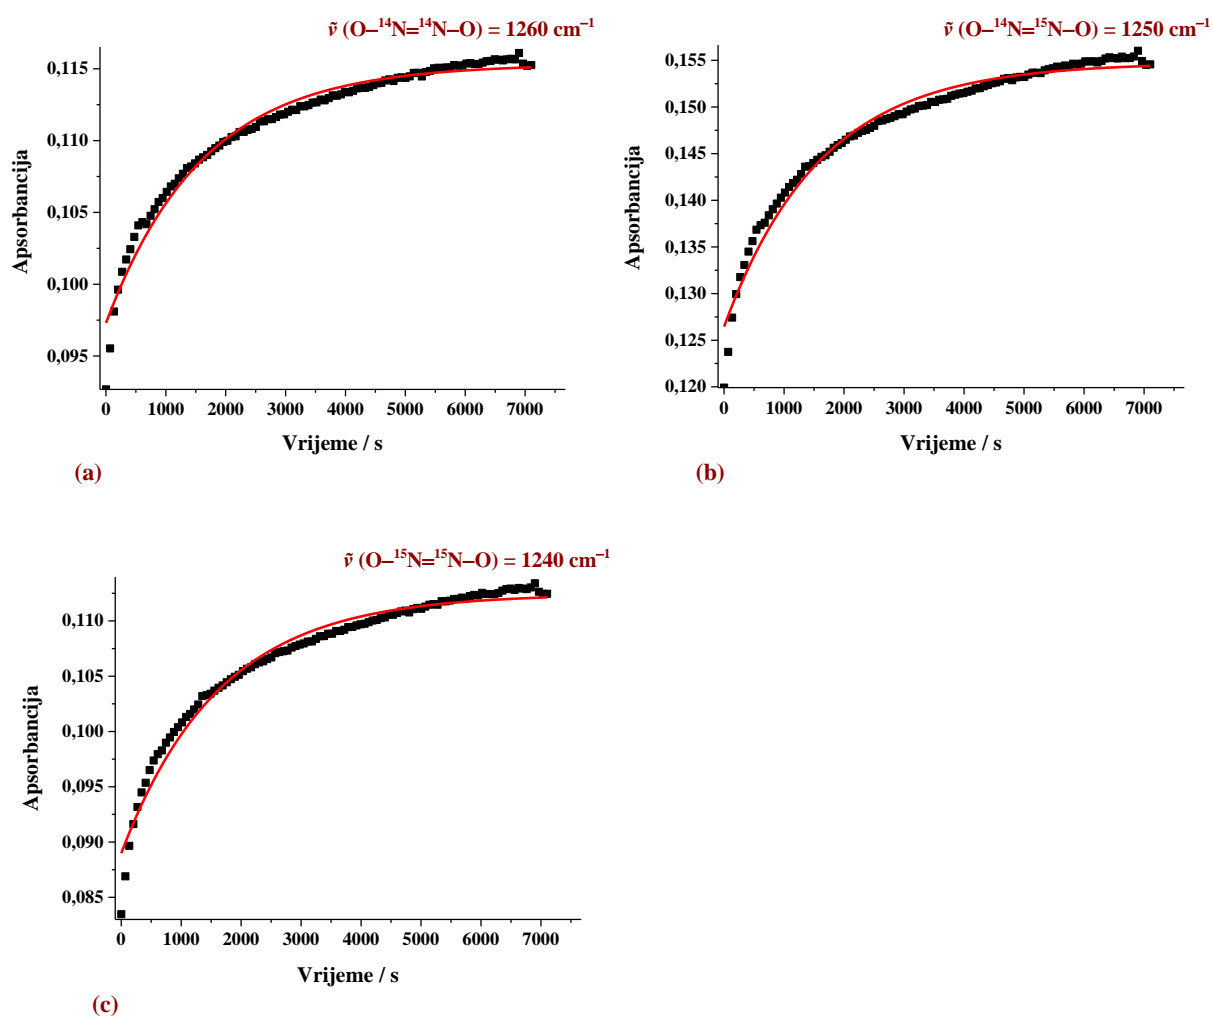 ṽ (O–¹⁴N=¹⁴N–O) = 1260 cm⁻¹
0,115
0,110
0,105
0,100
0,095
Apsorbancija
0 1000 2000 3000 4000 5000 6000 7000
Vrijeme / s
(a)
ṽ (O–¹⁴N=¹⁵N–O) = 1250 cm⁻¹
0,155
0,150
0,145
0,140
0,135
0,130
0,125
0,120
Apsorbancija
0 1000 2000 3000 4000 5000 6000 7000
Vrijeme / s
(b)
ṽ (O–¹⁵N=¹⁵N–O) = 1240 cm⁻¹
0,110
0,105
0,100
0,095
0,090
0,085
Apsorbancija
0 1000 2000 3000 4000 5000 6000 7000
Vrijeme / s
(c)